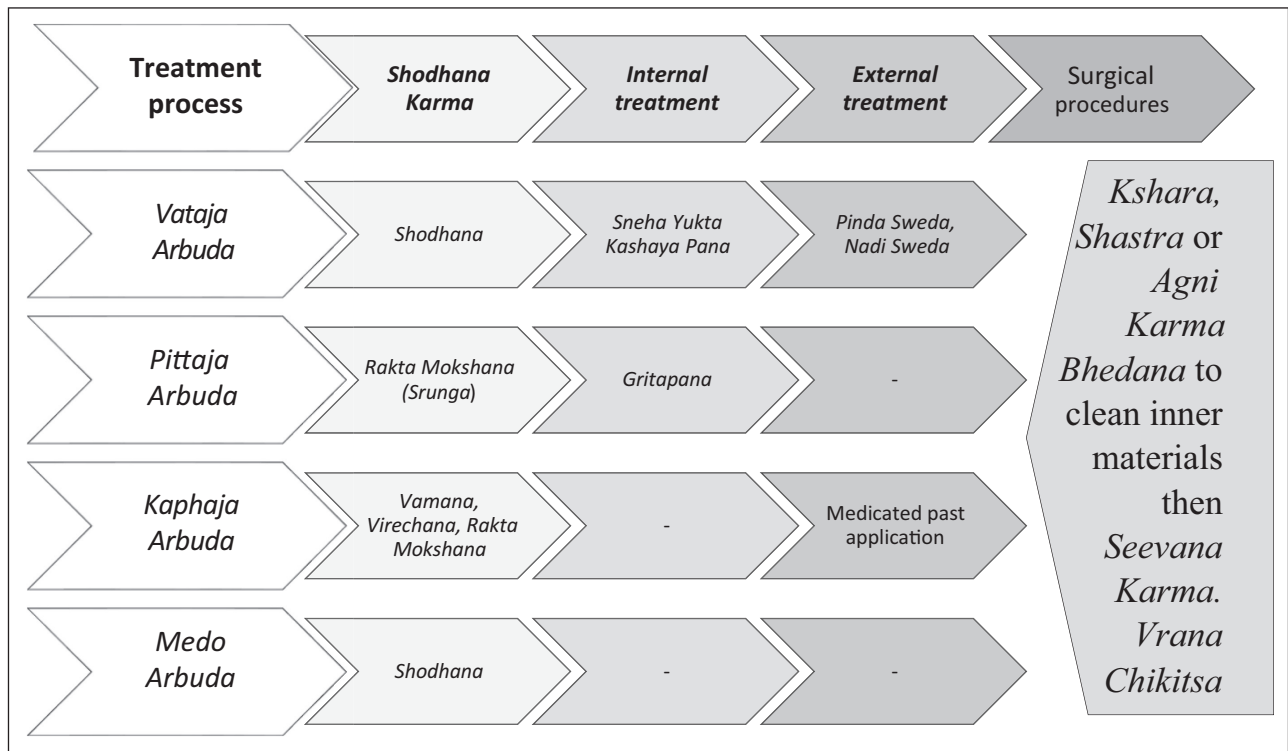 Treatment
process
Shodhana
Karma
Internal
treatment
External
treatment
Surgical
procedures
Vataja
Arbuda
Shodhana
Sneha Yukta
Kashaya Pana
Pinda Sweda,
Nadi Sweda
Pittaja
Arbuda
Rakta Mokshana
(Srunga)
Gritapana
-
Kaphaja
Arbuda
Vamana,
Virechana, Rakta
Mokshana
-
Medicated past
application
Medo
Arbuda
Shodhana
-
-
Kshara,
Shastra or
Agni
Karma
Bhedana to
clean inner
materials
then
Seevana
Karma.
Vrana
Chikitsa